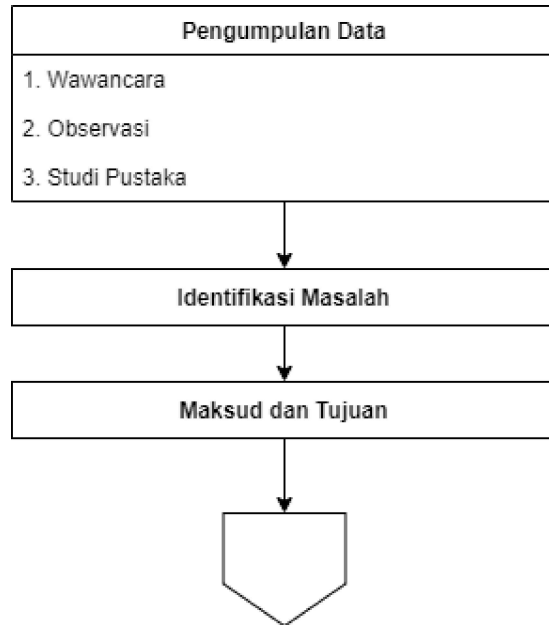 Pengumpulan Data
1. Wawancara
2. Observasi
3. Studi Pustaka
Identifikasi Masalah
Maksud dan Tujuan